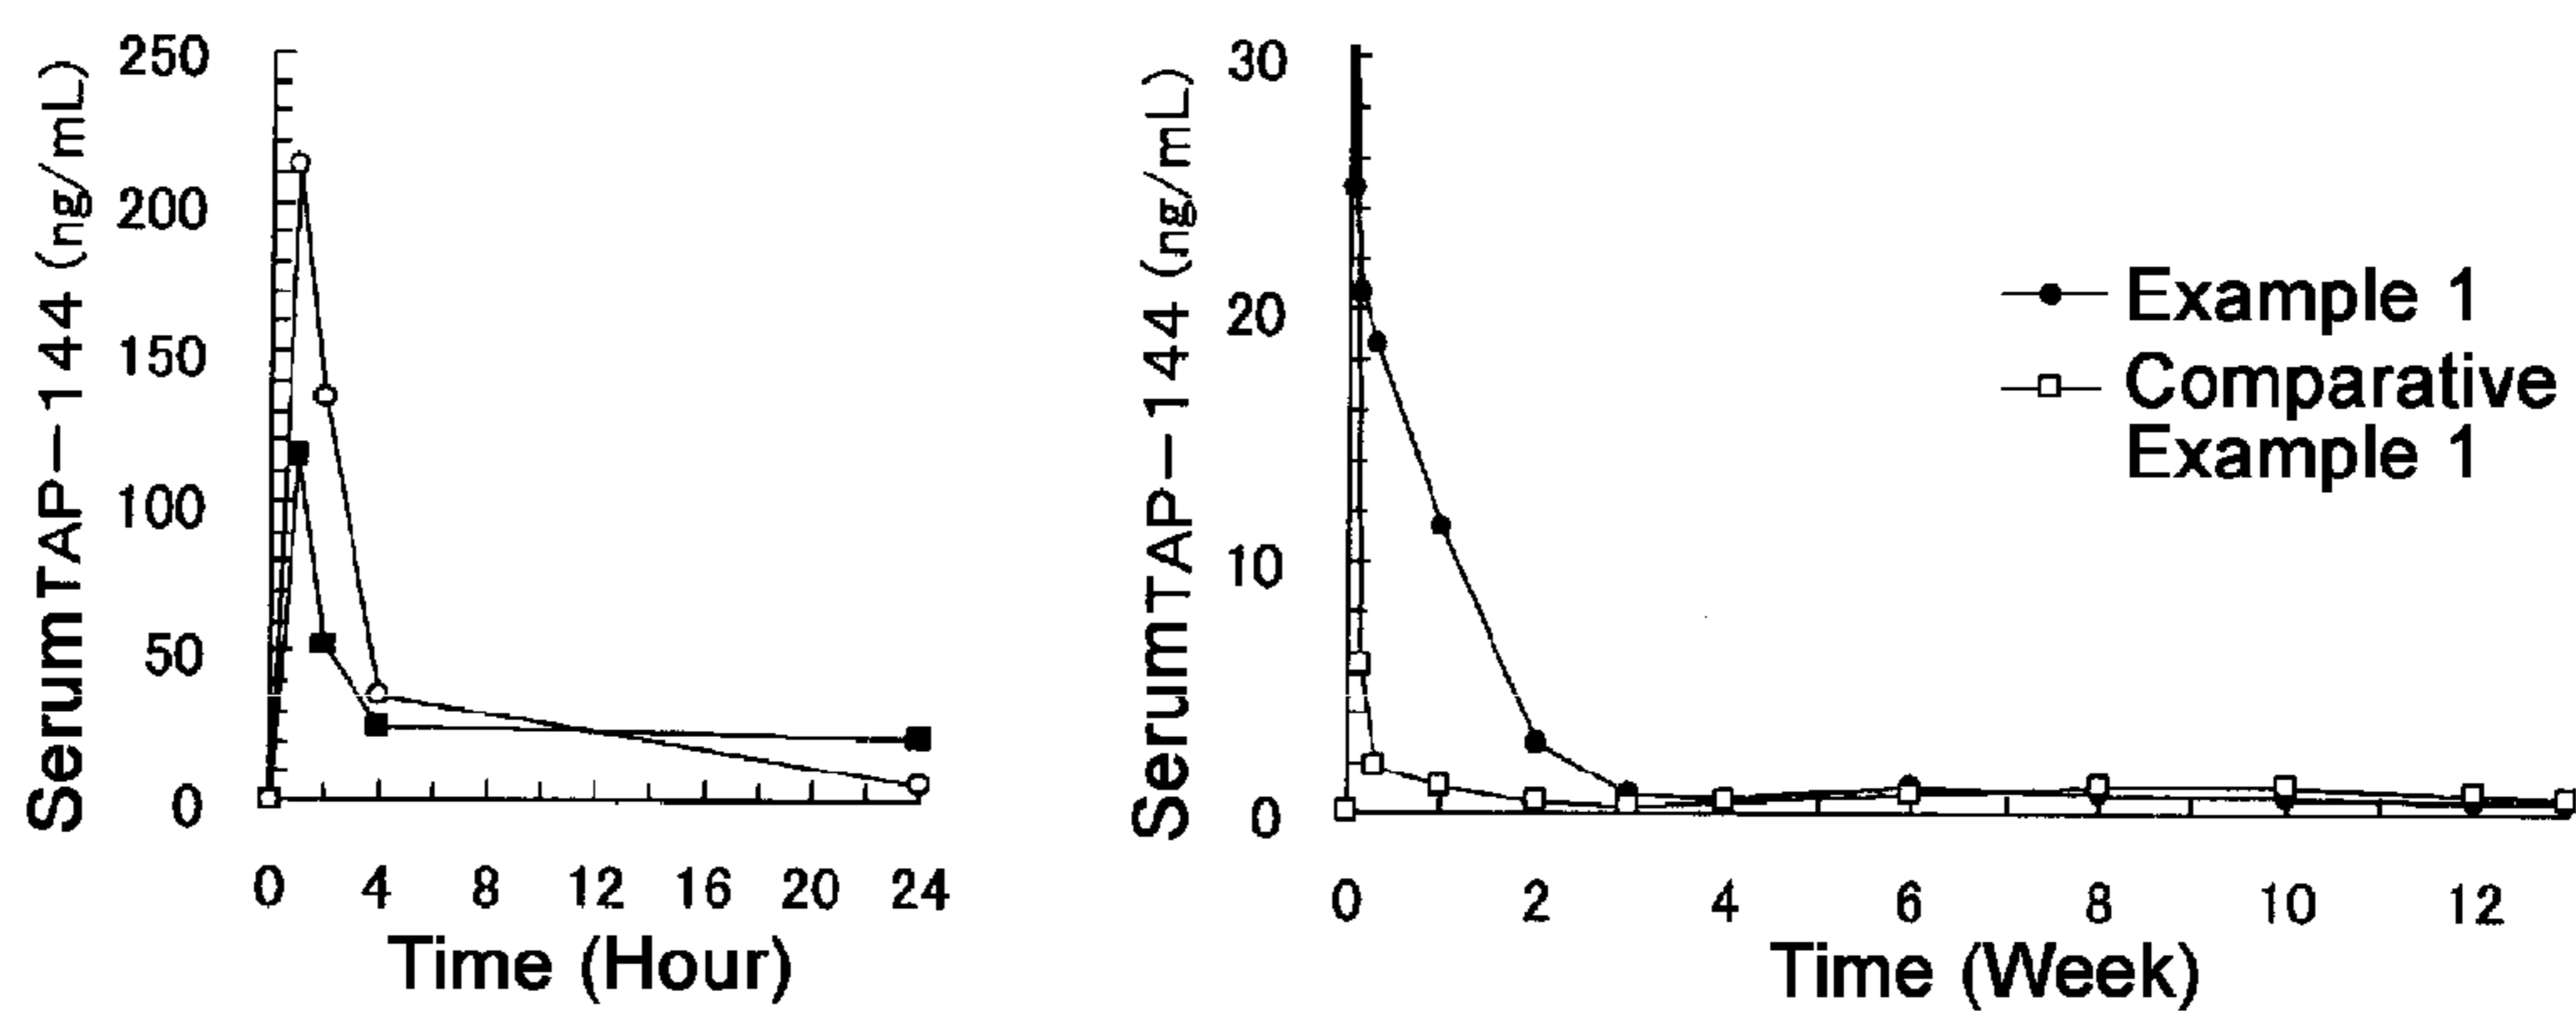 SerumTAP-144 (ng/mL)
250
200
150
100
50
0
0 4 8 12 16 20 24
Time (Hour)
SerumTAP-144 (ng/mL)
30
20
10
0
0 2 4 6 8 10 12
Time (Week)
Example 1
Comparative
Example 1